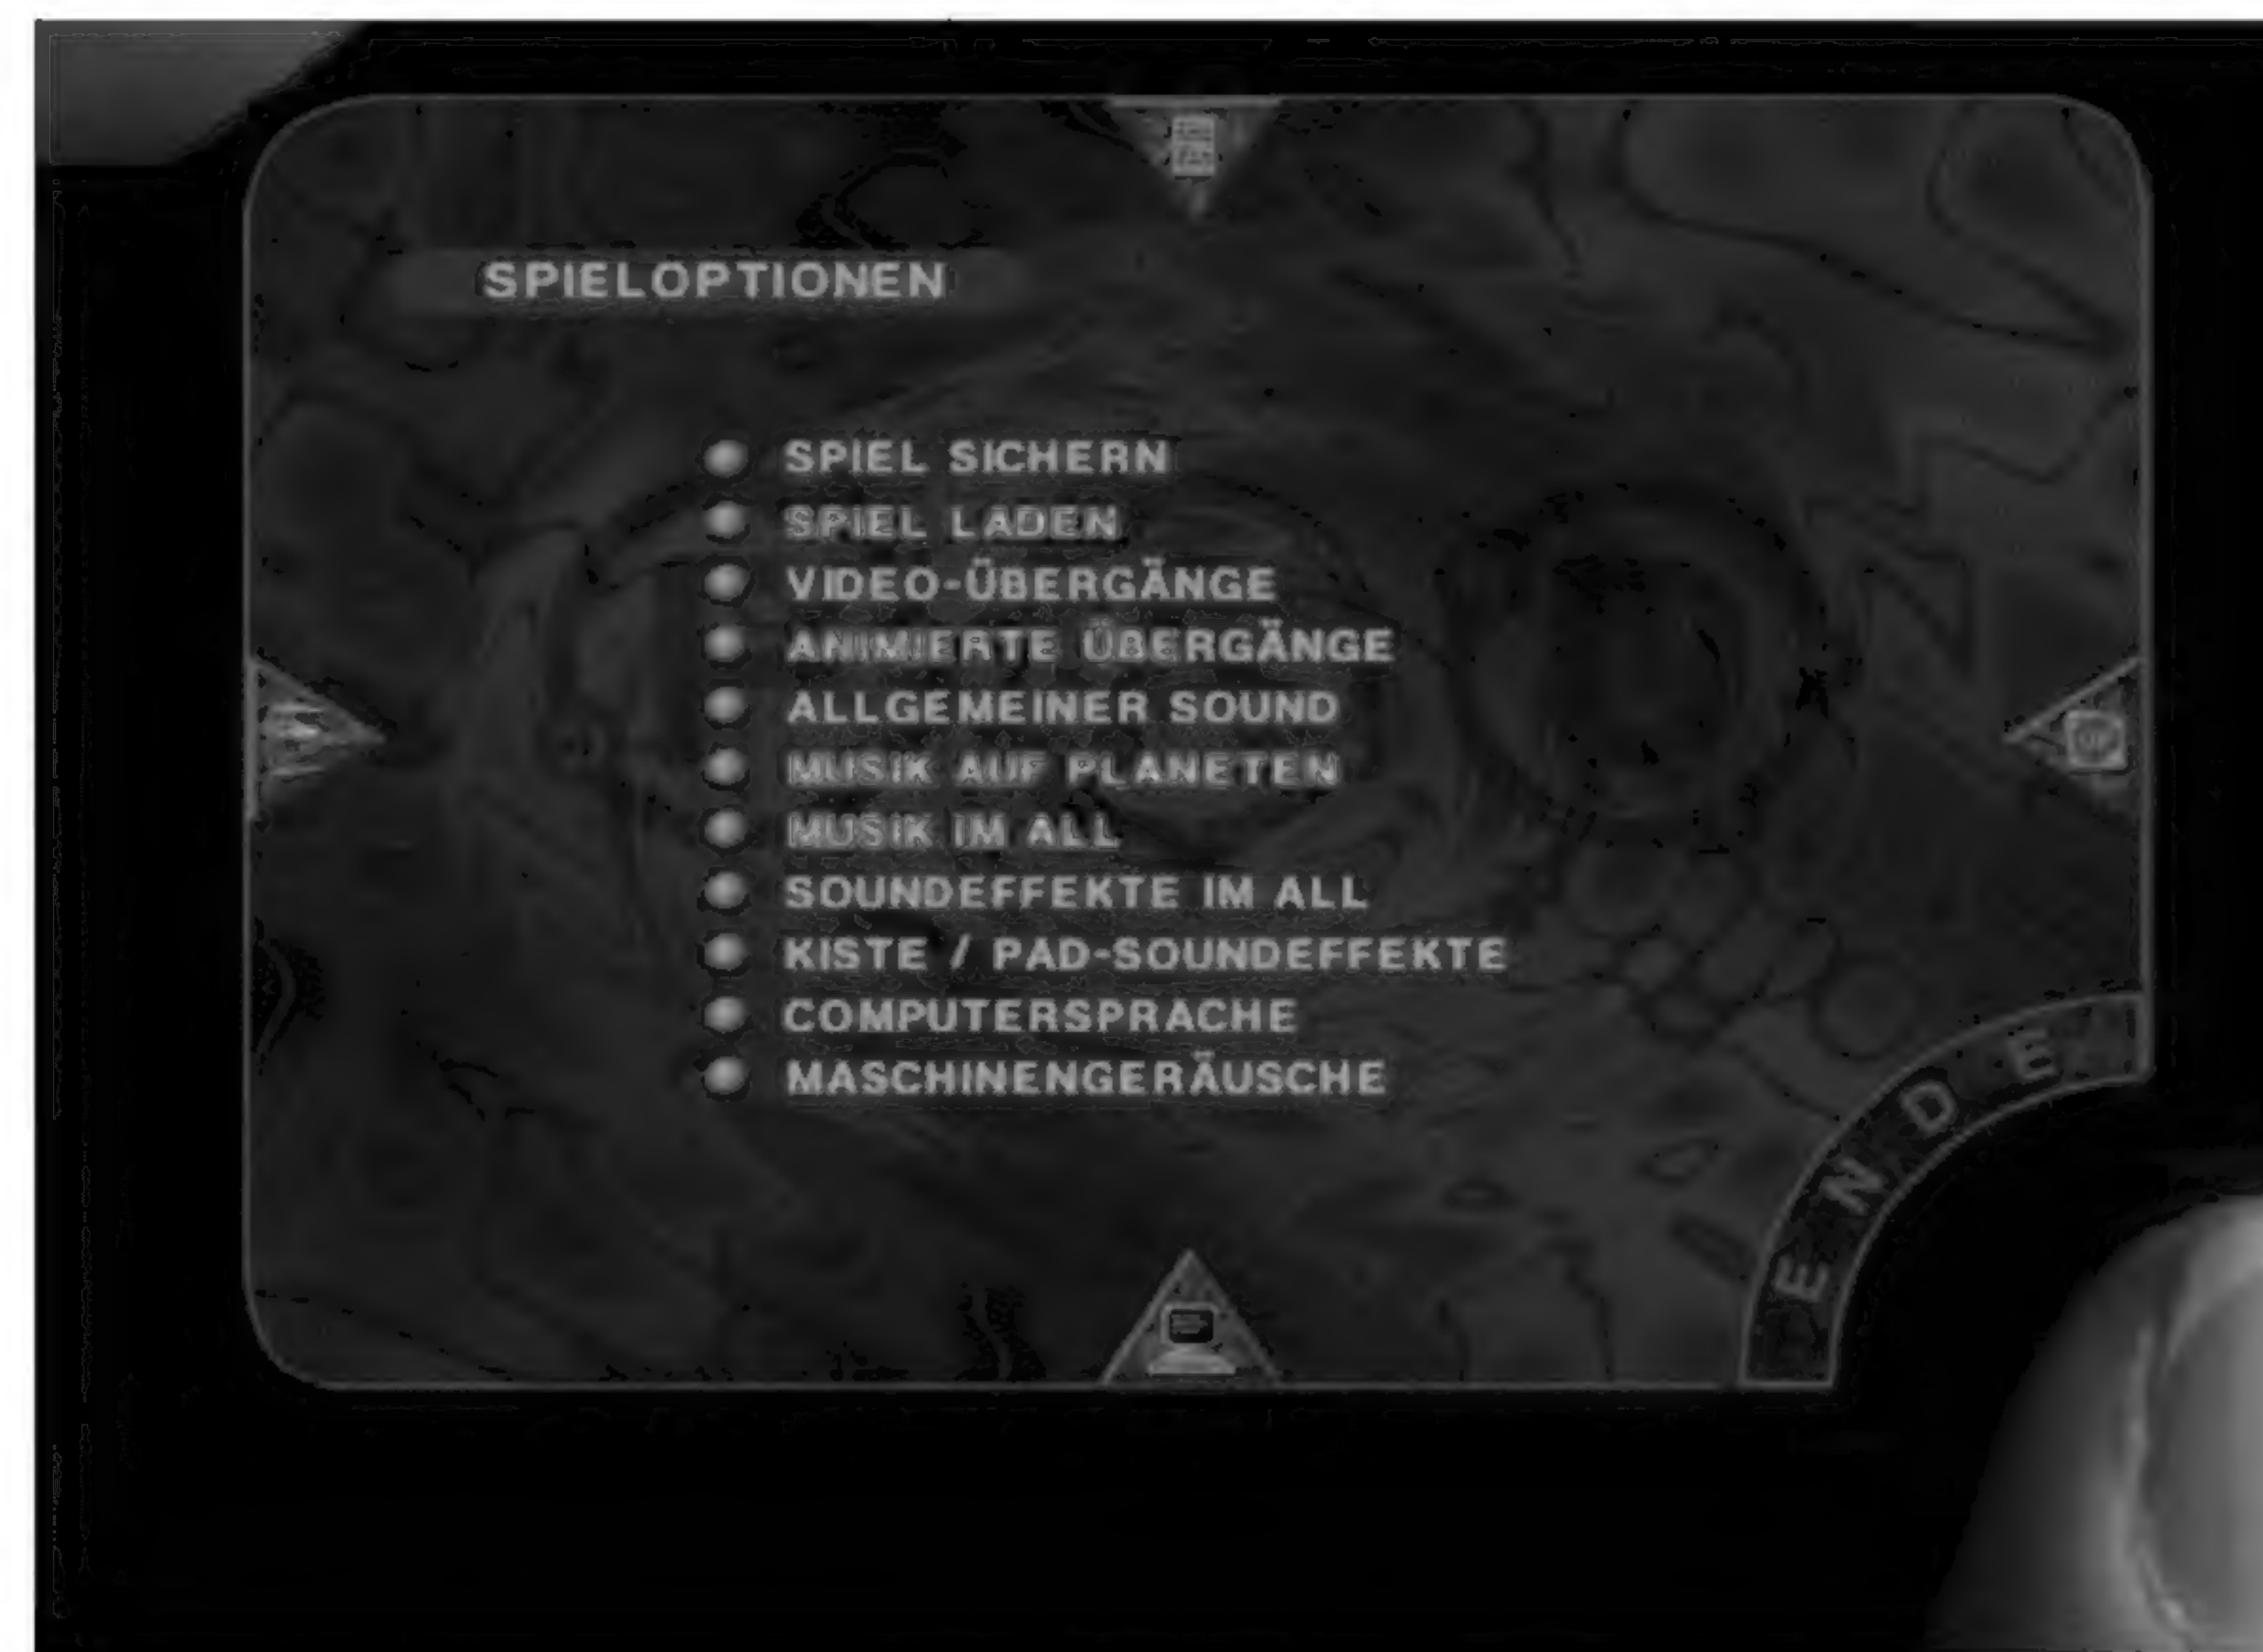 SPIELOPTIONEN
SPIEL SICHERN
SPIEL LADEN
VIDEO-ÜBERGÄNGE
ANIMIERTE ÜBERGÄNGE
ALLGEMEINER SOUND
MUSIK AUF PLANETEN
MUSIK IM ALL
SOUNDEFFEKTE IM ALL
KISTE / PAD-SOUNDEFFEKTE
COMPUTERSPRACHE
MASCHINENGERÄUSCHE
ENDE